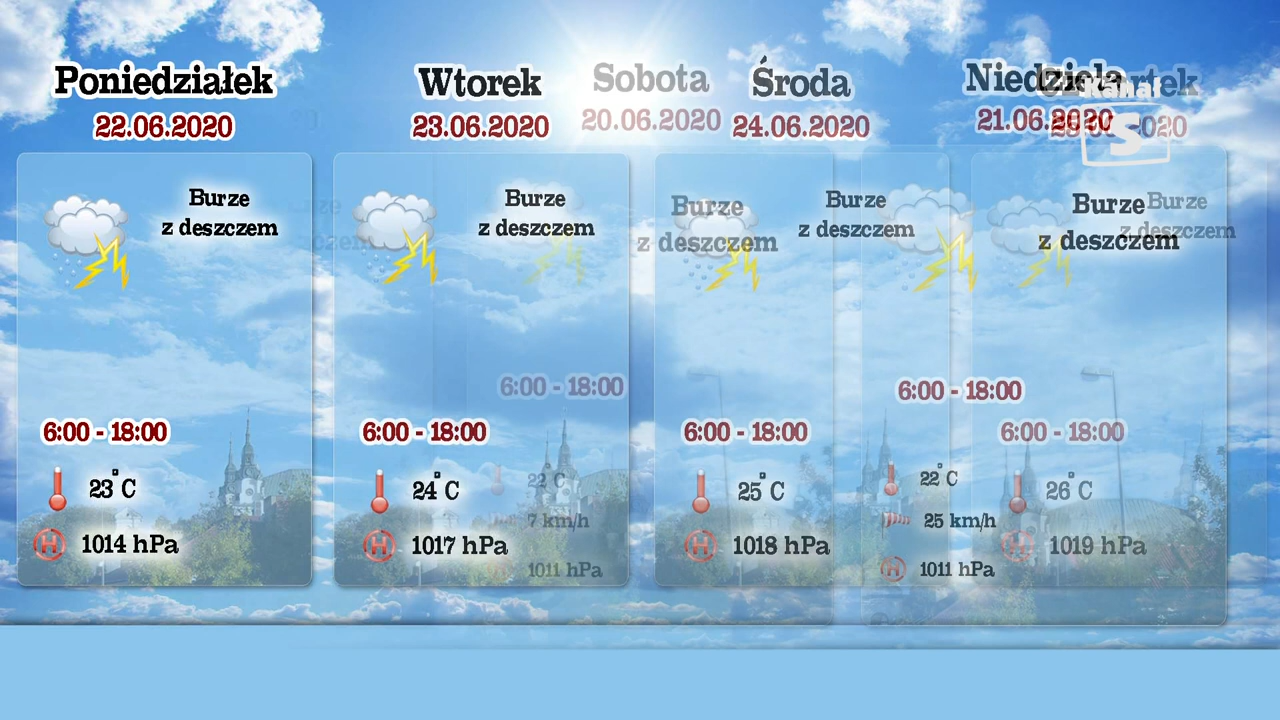 Poniedziałek
22.06.2020
Burze
z deszczem
6:00 - 18:00
23°C
1014 hPa
Wtorek
23.06.2020
Burze
z deszczem
6:00 - 18:00
24°C
1017 hPa
Sobota
20.06.2020
Burze
z deszczem
6:00 - 18:00
22°C
7 km/h
1011 hPa
Środa
24.06.2020
Burze
z deszczem
6:00 - 18:00
25°C
1018 hPa
Niedziela
21.06.2020
Burze
z deszczem
6:00 - 18:00
22°C
25 km/h
1011 hPa
Burze
z deszczem
6:00 - 18:00
26°C
1019 hPa
Kanał
S